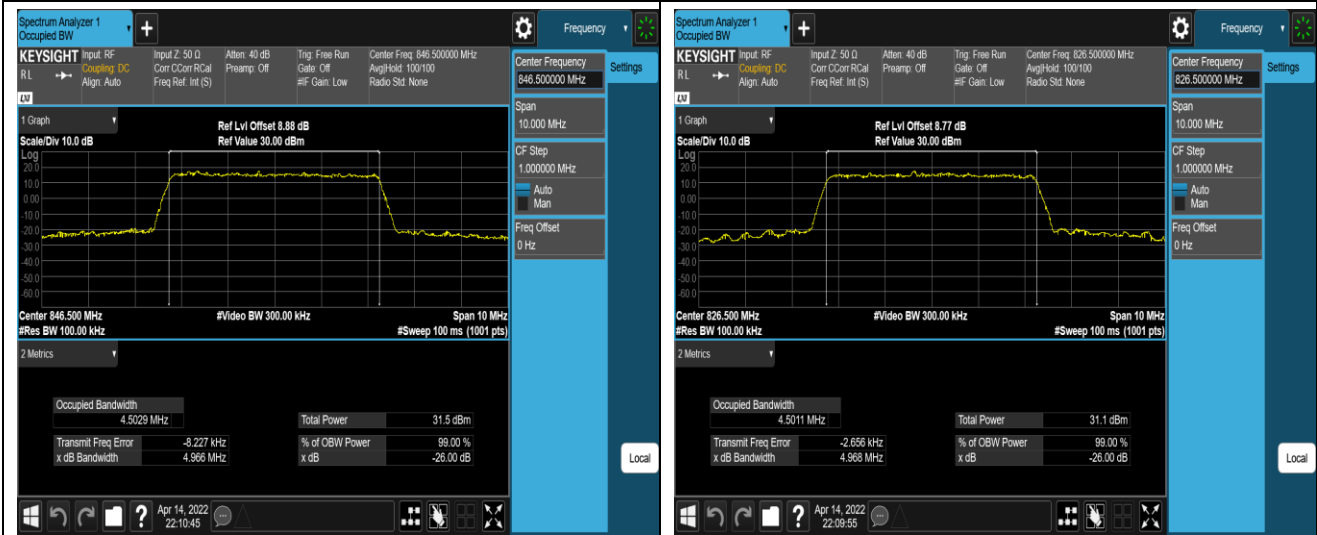 Spectrum Analyzer 1
Occupied BW
Frequency
KEYSIGHT Input: RF Input Z: 50 Ω Atten: 40 dB Trig: Free Run Center Freq: 846.500000 MHz
RL Coupling: DC Corr CCorr RCal Preamp: Off Gate: Off Avg|Hold: 100/100
Align: Auto Freq Ref: Int (S) #IF Gain: Low Radio Std: None
LXI
Center Frequency
846.500000 MHz
Settings
Span
10.000 MHz
CF Step
1.000000 MHz
Auto
Man
Freq Offset
0 Hz
1 Graph
Ref Lvl Offset 8.88 dB
Scale/Div 10.0 dB Ref Value 30.00 dBm
Log
20.0
10.0
0.00
-10.0
-20.0
-30.0
-40.0
-50.0
-60.0
Center 846.500 MHz #Video BW 300.00 kHz Span 10 MHz
#Res BW 100.00 kHz #Sweep 100 ms (1001 pts)
2 Metrics
Occupied Bandwidth
4.5029 MHz Total Power 31.5 dBm
Transmit Freq Error -8.227 kHz % of OBW Power 99.00 %
x dB Bandwidth 4.966 MHz x dB -26.00 dB
Local
?
Apr 14, 2022
22:10:45
Spectrum Analyzer 1
Occupied BW
Frequency
KEYSIGHT Input: RF Input Z: 50 Ω Atten: 40 dB Trig: Free Run Center Freq: 826.500000 MHz
RL Coupling: DC Corr CCorr RCal Preamp: Off Gate: Off Avg|Hold: 100/100
Align: Auto Freq Ref: Int (S) #IF Gain: Low Radio Std: None
LXI
Center Frequency
826.500000 MHz
Settings
Span
10.000 MHz
CF Step
1.000000 MHz
Auto
Man
Freq Offset
0 Hz
1 Graph
Ref Lvl Offset 8.77 dB
Scale/Div 10.0 dB Ref Value 30.00 dBm
Log
20.0
10.0
0.00
-10.0
-20.0
-30.0
-40.0
-50.0
-60.0
Center 826.500 MHz #Video BW 300.00 kHz Span 10 MHz
#Res BW 100.00 kHz #Sweep 100 ms (1001 pts)
2 Metrics
Occupied Bandwidth
4.5011 MHz Total Power 31.1 dBm
Transmit Freq Error -2.656 kHz % of OBW Power 99.00 %
x dB Bandwidth 4.968 MHz x dB -26.00 dB
Local
?
Apr 14, 2022
22:09:55